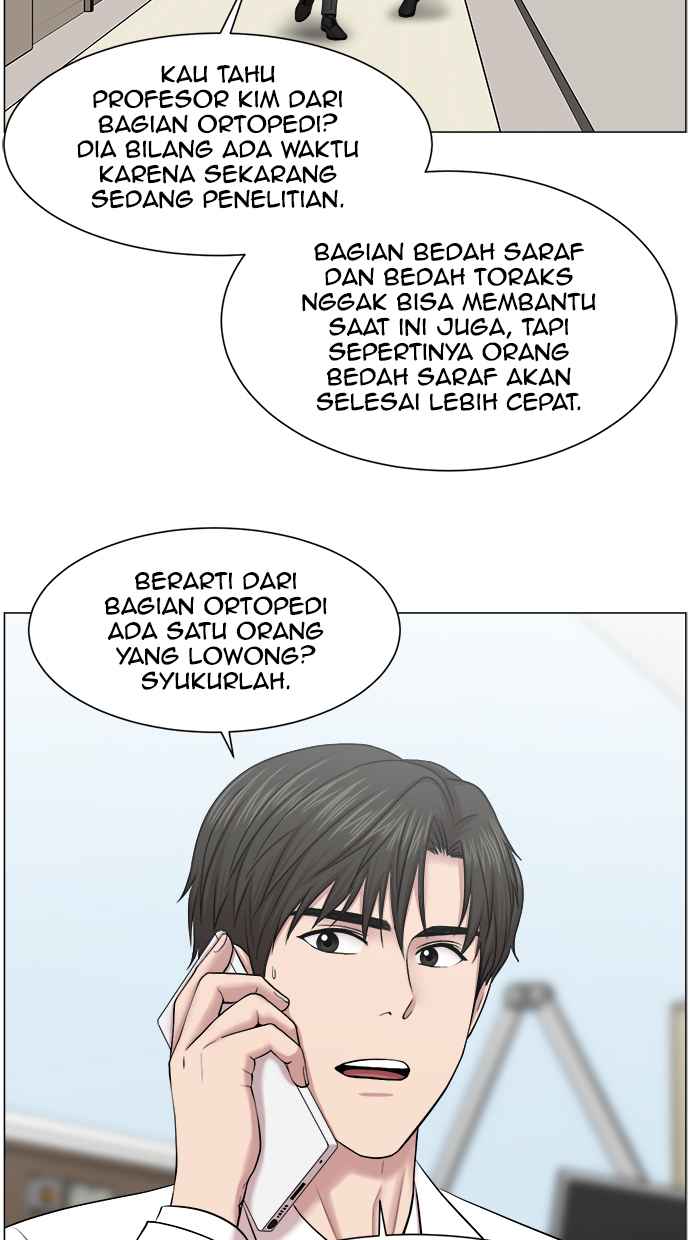 KAU TAHU
PROFESOR KIM DARI
BAGIAN ORTOPEDI?
DIA BILANG ADA WAKTU
KARENA SEKARANG
SEDANG PENELITIAN.
BAGIAN BEDAH SARAF
DAN BEDAH TORAKS
NGGAK BISA MEMBANTU
SAAT INI JUGA, TAPI
SEPERTINYA ORANG
BEDAH SARAF AKAN
SELESAI LEBIH CEPAT.
BERARTI DARI
BAGIAN ORTOPEDI
ADA SATU ORANG
YANG LOWONG?
SYUKURLAH.